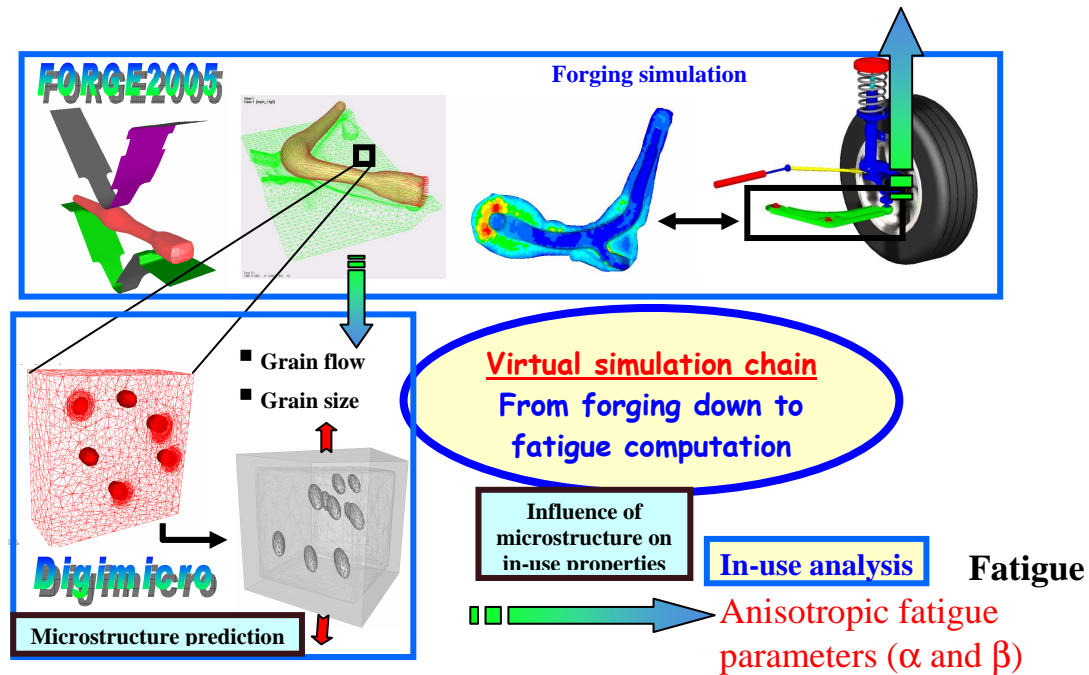 FORGE2005
Forging simulation
■ Grain flow
■ Grain size
Virtual simulation chain
From forging down to
fatigue computation
Digimicro
Microstructure prediction
Influence of
microstructure on
in-use properties
In-use analysis
Fatigue
Anisotropic fatigue
parameters (α and β)